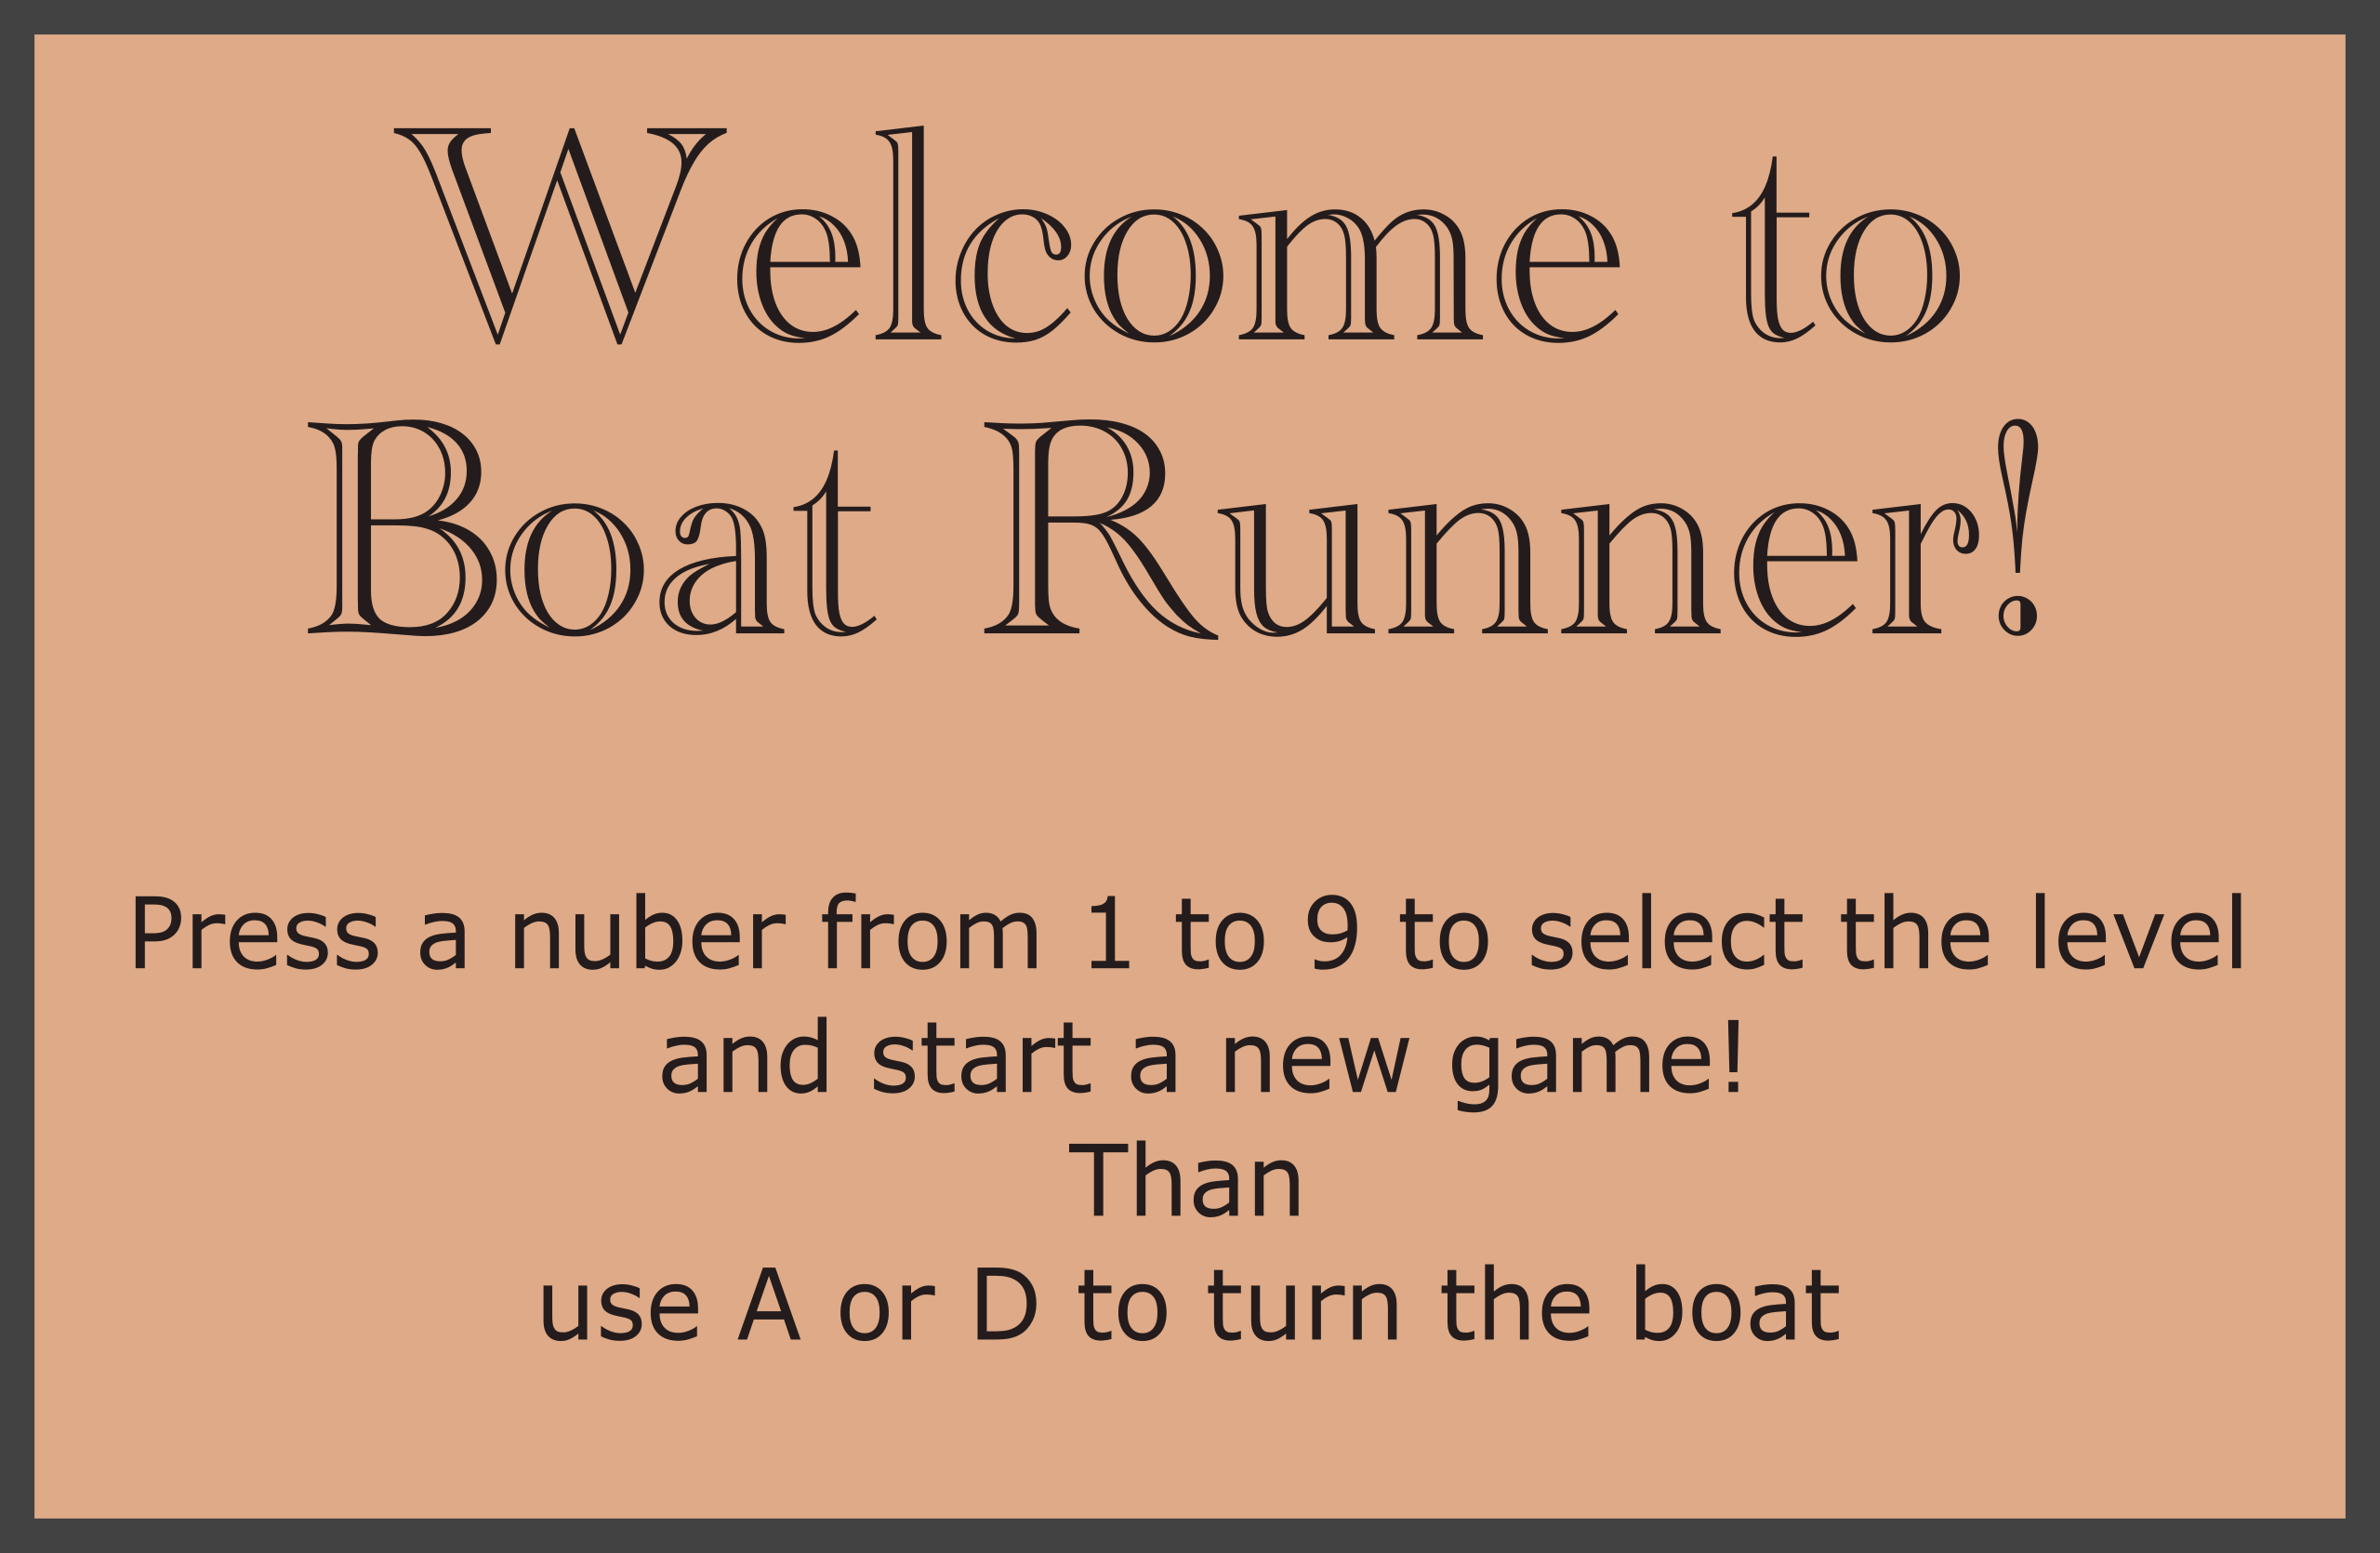 Welcome to
Boat Runner!
Press a nuber from 1 to 9 to select the level
and start a new game!
Than
use A or D to turn the boat